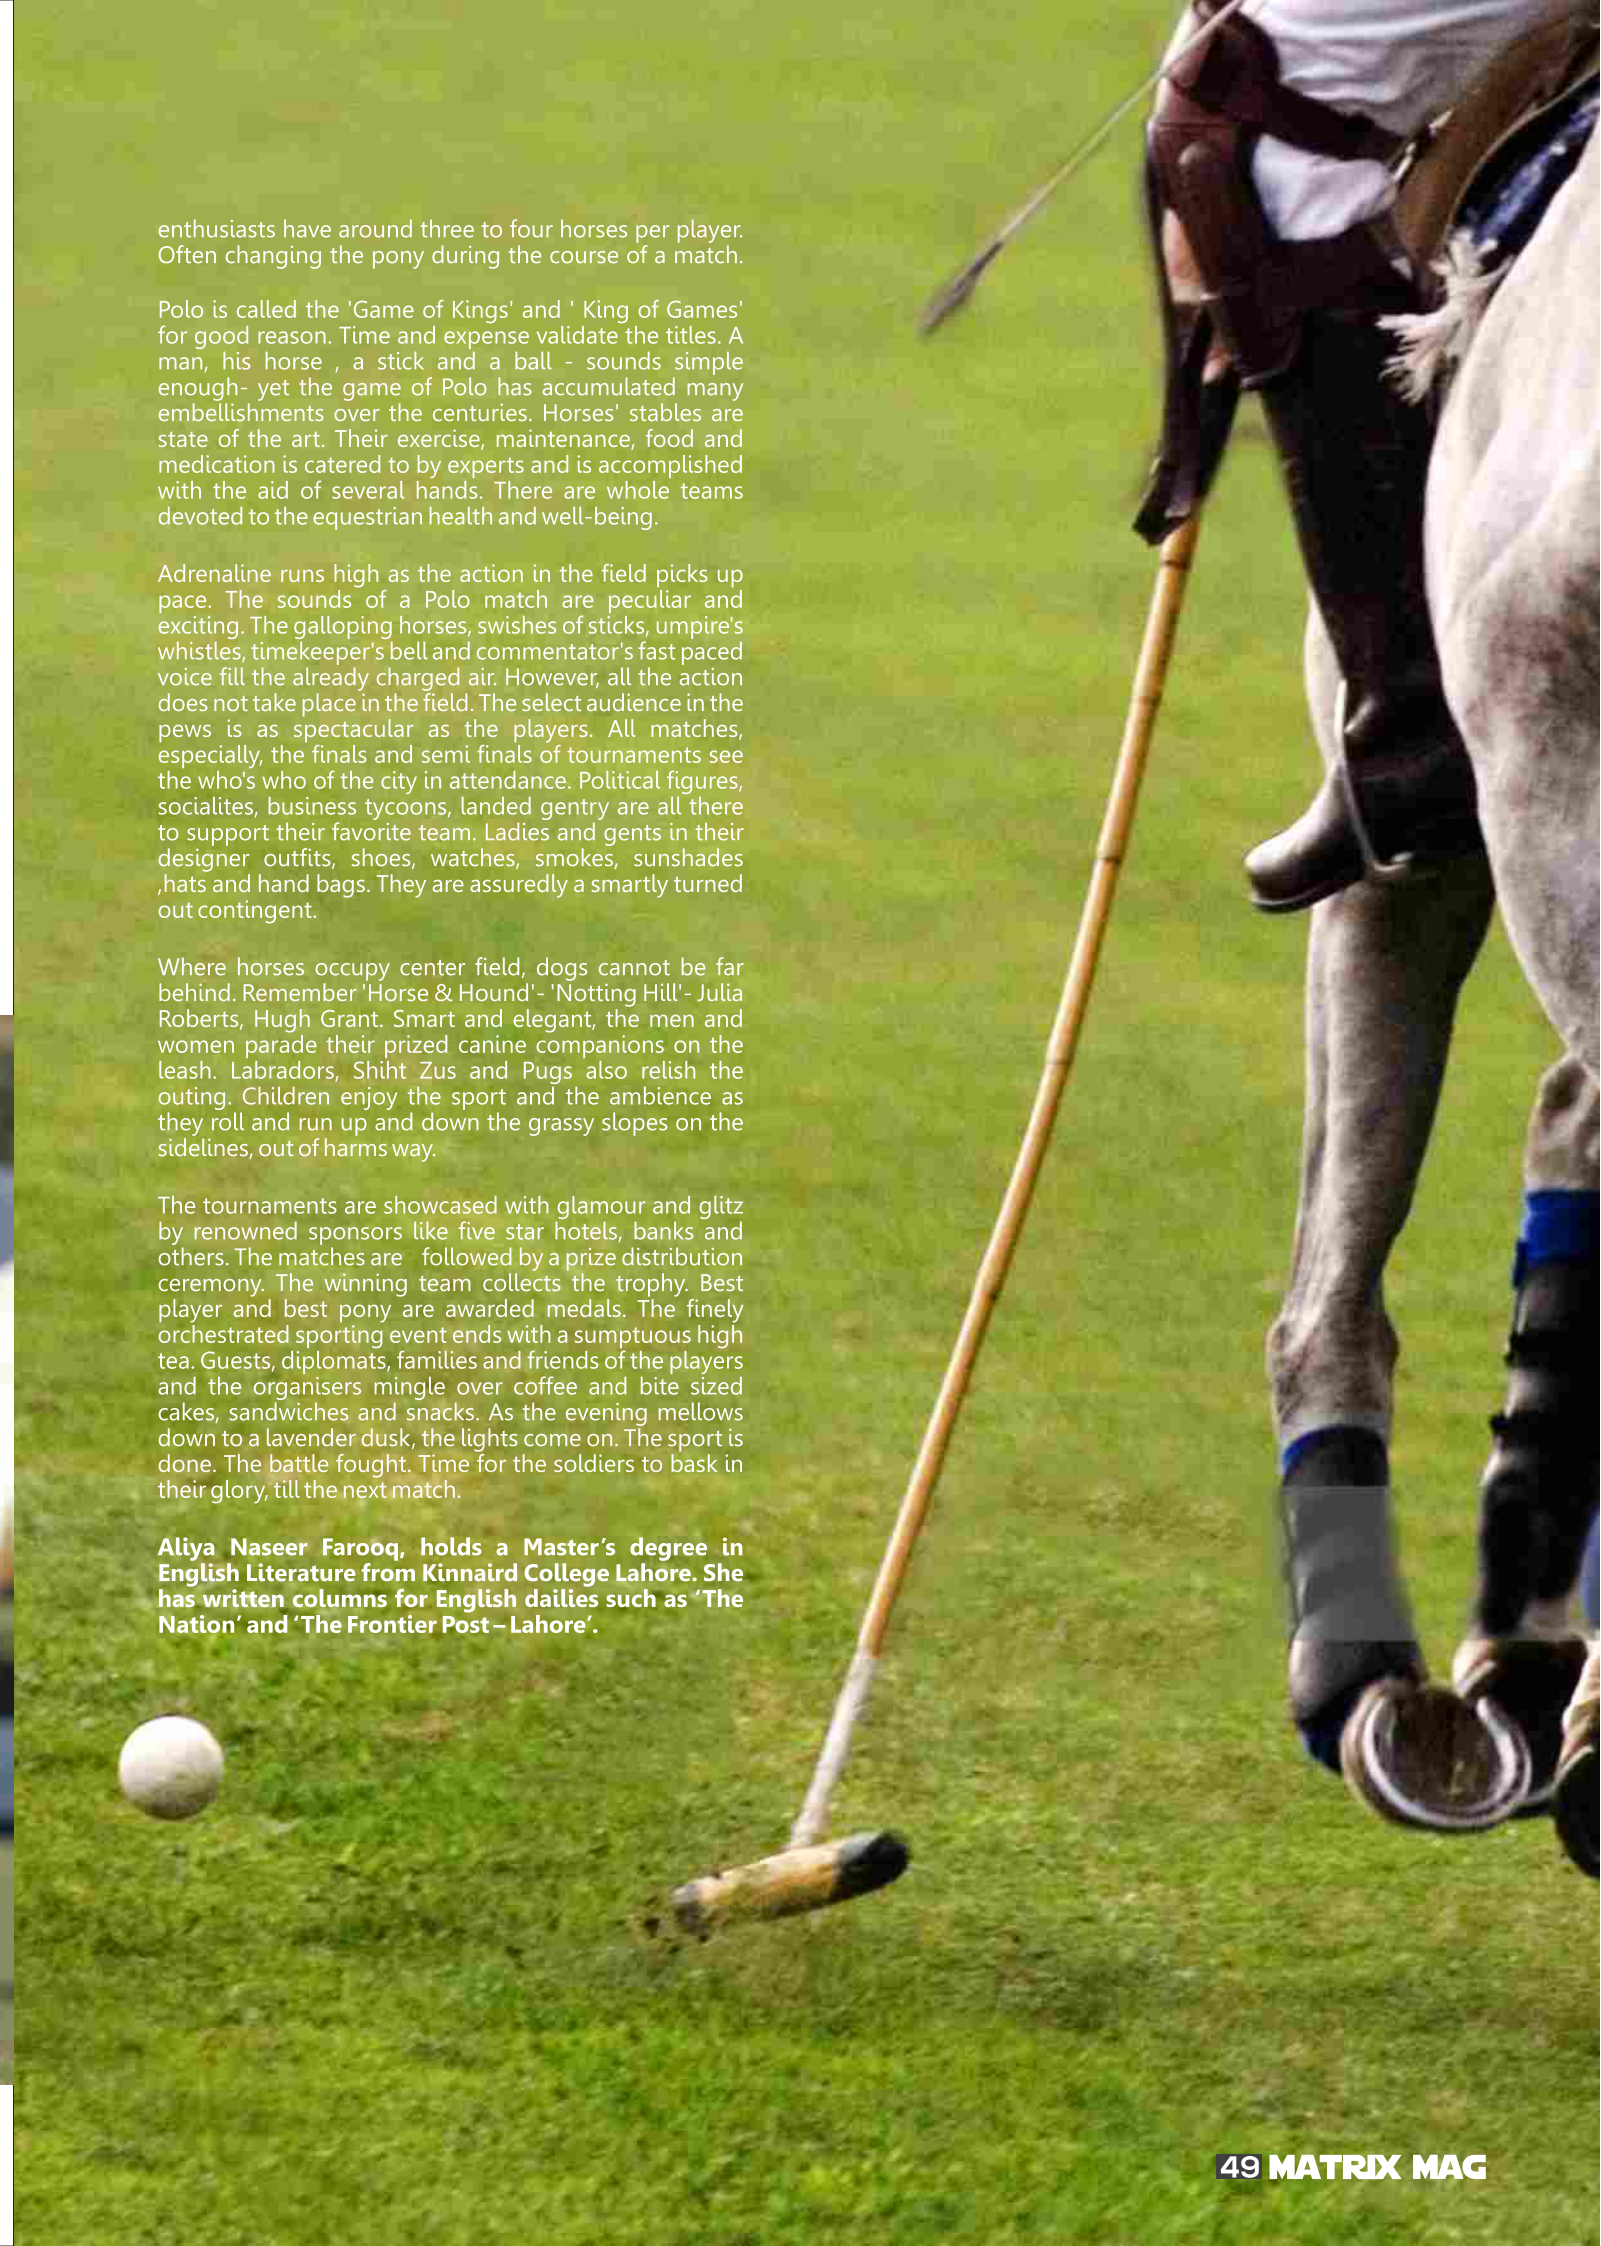 enthusiasts have around three to four horses per player.
Often changing the pony during the course of a match.
Polo is called the 'Game of Kings' and ' King of Games'
for good reason. Time and expense validate the titles. A
man, his horse , a stick and a ball - sounds simple
enough- yet the game of Polo has accumulated many
embellishments over the centuries. Horses' stables are
state of the art. Their exercise, maintenance, food and
medication is catered to by experts and is accomplished
with the aid of several hands. There are whole teams
devoted to the equestrian health and well-being.
Adrenaline runs high as the action in the field picks up
pace. The sounds of a Polo match are peculiar and
exciting. The galloping horses, swishes of sticks, umpire's
whistles, timekeeper's bell and commentator's fast paced
voice fill the already charged air. However, all the action
does not take place in the field. The select audience in the
pews is as spectacular as the players. All matches,
especially, the finals and semi finals of tournaments see
the who's who of the city in attendance. Political figures,
socialites, business tycoons, landed gentry are all there
to support their favorite team. Ladies and gents in their
designer outfits, shoes, watches, smokes, sunshades
,hats and hand bags. They are assuredly a smartly turned
out contingent.
Where horses occupy center field, dogs cannot be far
behind. Remember 'Horse & Hound'- 'Notting Hill'- Julia
Roberts, Hugh Grant. Smart and elegant, the men and
women parade their prized canine companions on the
leash. Labradors, Shiht Zus and Pugs also relish the
outing. Children enjoy the sport and the ambience as
they roll and run up and down the grassy slopes on the
sidelines, out of harms way.
The tournaments are showcased with glamour and glitz
by renowned sponsors like five star hotels, banks and
others. The matches are followed by a prize distribution
ceremony. The winning team collects the trophy. Best
player and best pony are awarded medals. The finely
orchestrated sporting event ends with a sumptuous high
tea. Guests, diplomats, families and friends of the players
and the organisers mingle over coffee and bite sized
cakes, sandwiches and snacks. As the evening mellows
down to a lavender dusk, the lights come on. The sport is
done. The battle fought. Time for the soldiers to bask in
their glory, till the next match.
Aliya Naseer Farooq, holds a Master’s degree in
English Literature from Kinnaird College Lahore. She
has written columns for English dailies such as ‘The
Nation’ and ‘The Frontier Post – Lahore’.
49 MATRIX MAG